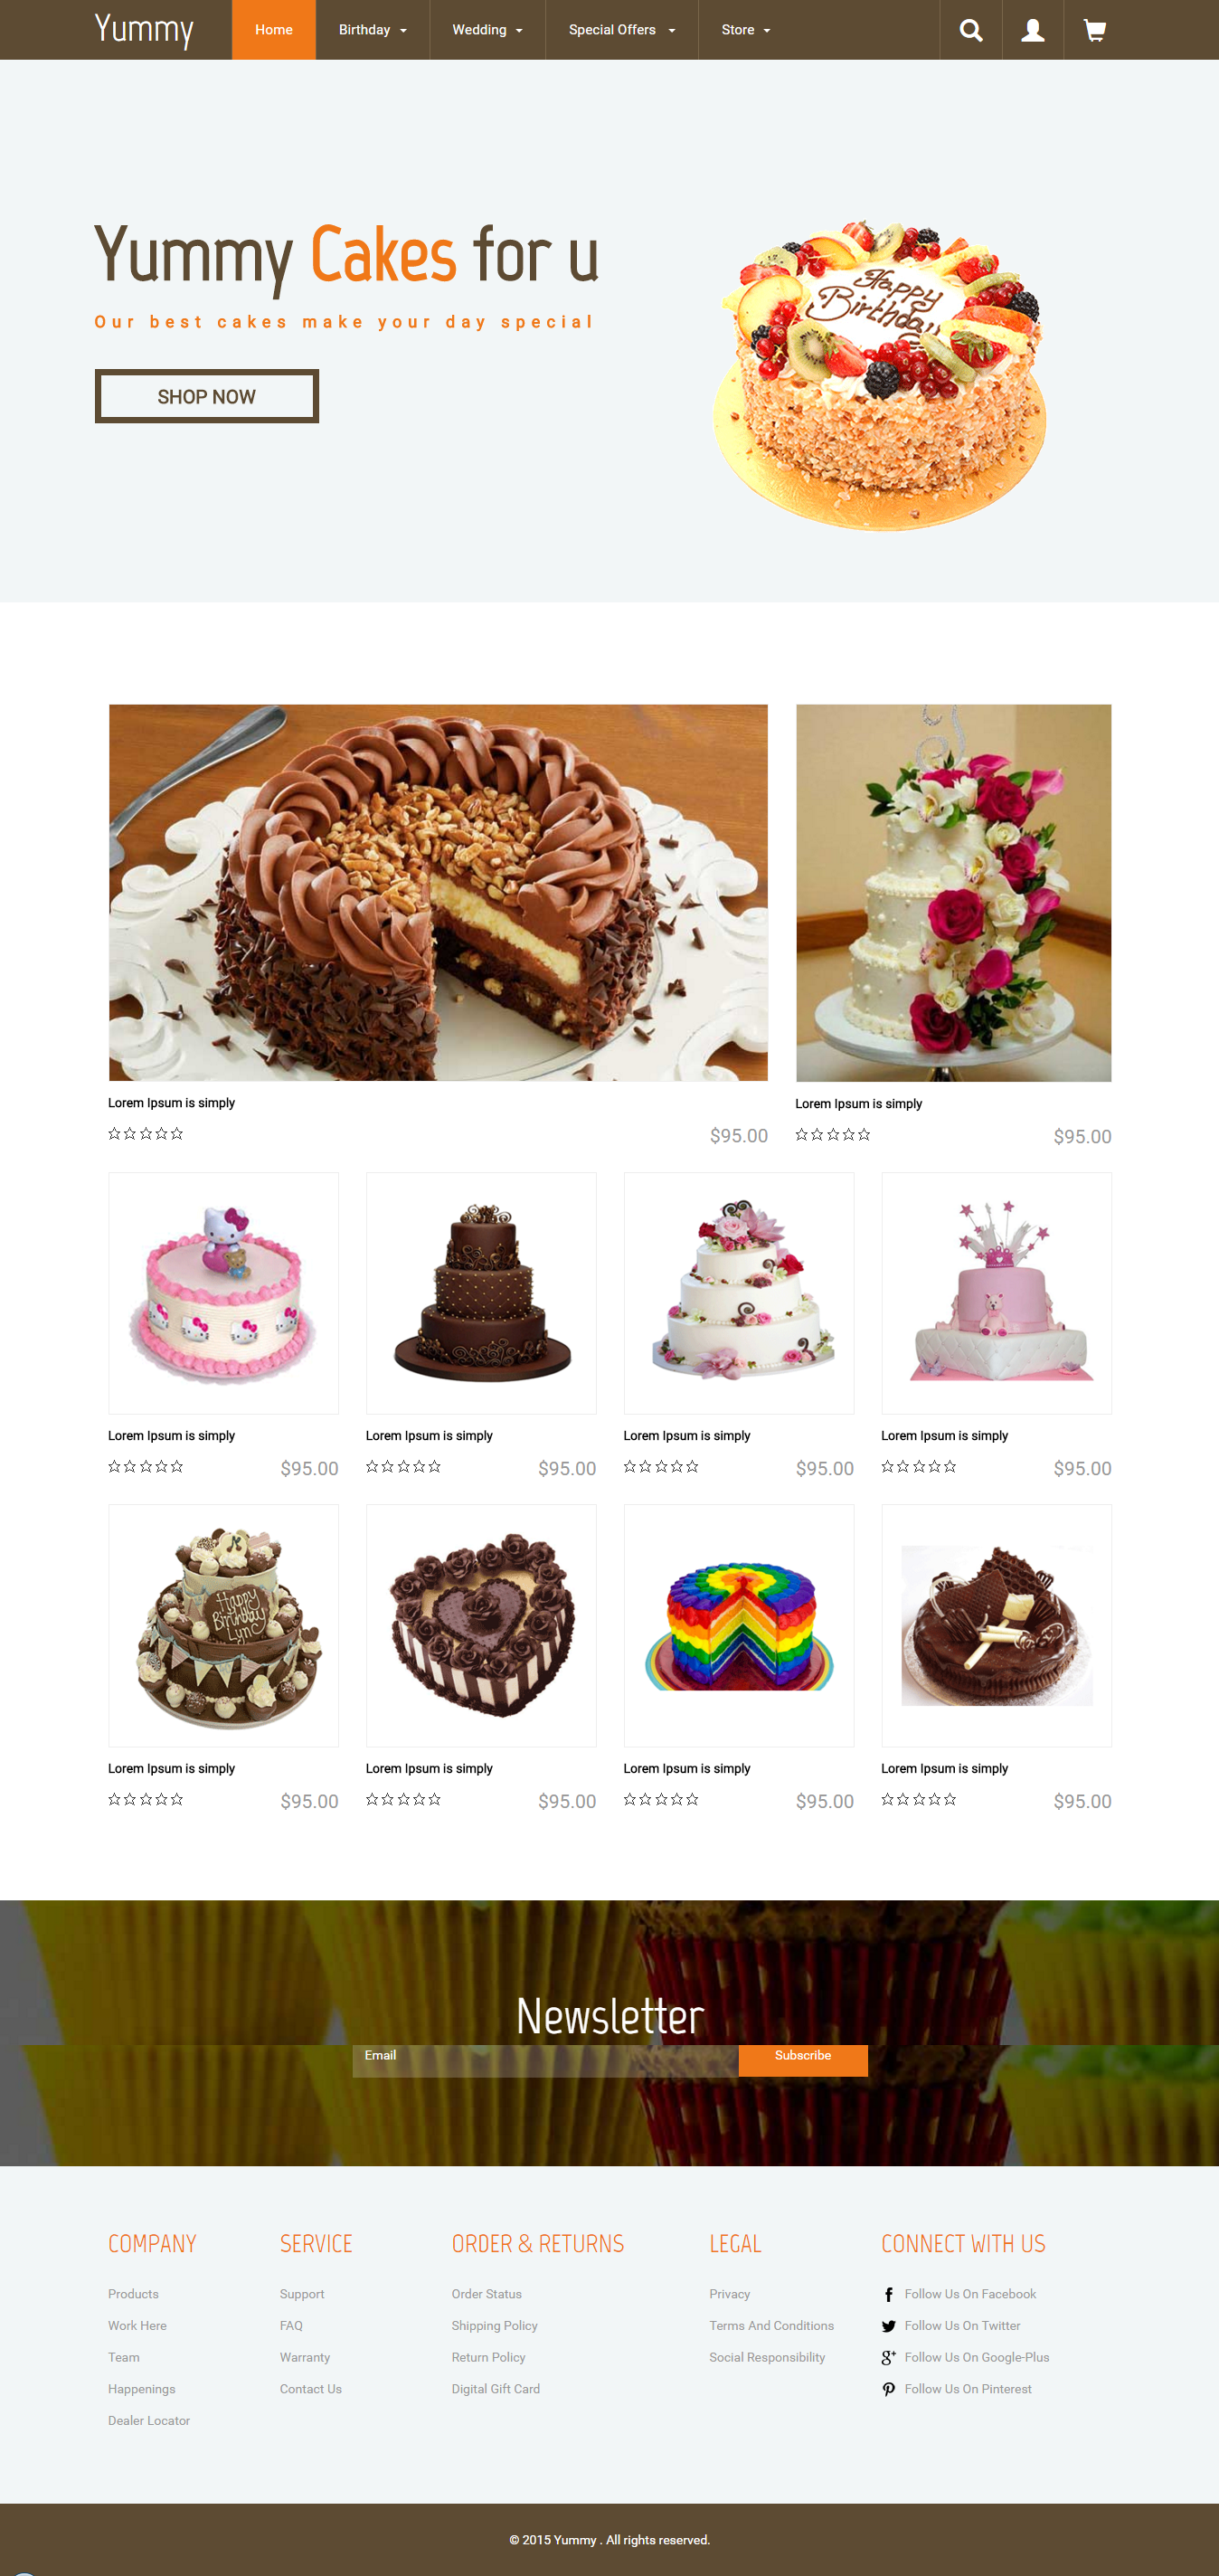 Yummy
Home
Birthday
Wedding
Special Offers
Store
Yummy Cakes for u
Our best cakes make your day special
SHOP NOW
Happy
Birthday
Lorem Ipsum is simply
$95.00
Lorem Ipsum is simply
$95.00
Lorem Ipsum is simply
$95.00
Lorem Ipsum is simply
$95.00
Lorem Ipsum is simply
$95.00
Lorem Ipsum is simply
$95.00
Happy
Birthday
Lyn
Lorem Ipsum is simply
$95.00
Lorem Ipsum is simply
$95.00
Lorem Ipsum is simply
$95.00
Lorem Ipsum is simply
$95.00
Newsletter
Email
Subscribe
COMPANY
Products
Work Here
Team
Happenings
Dealer Locator
SERVICE
Support
FAQ
Warranty
Contact Us
ORDER & RETURNS
Order Status
Shipping Policy
Return Policy
Digital Gift Card
LEGAL
Privacy
Terms And Conditions
Social Responsibility
CONNECT WITH US
Follow Us On Facebook
Follow Us On Twitter
Follow Us On Google-Plus
Follow Us On Pinterest
© 2015 Yummy . All rights reserved.